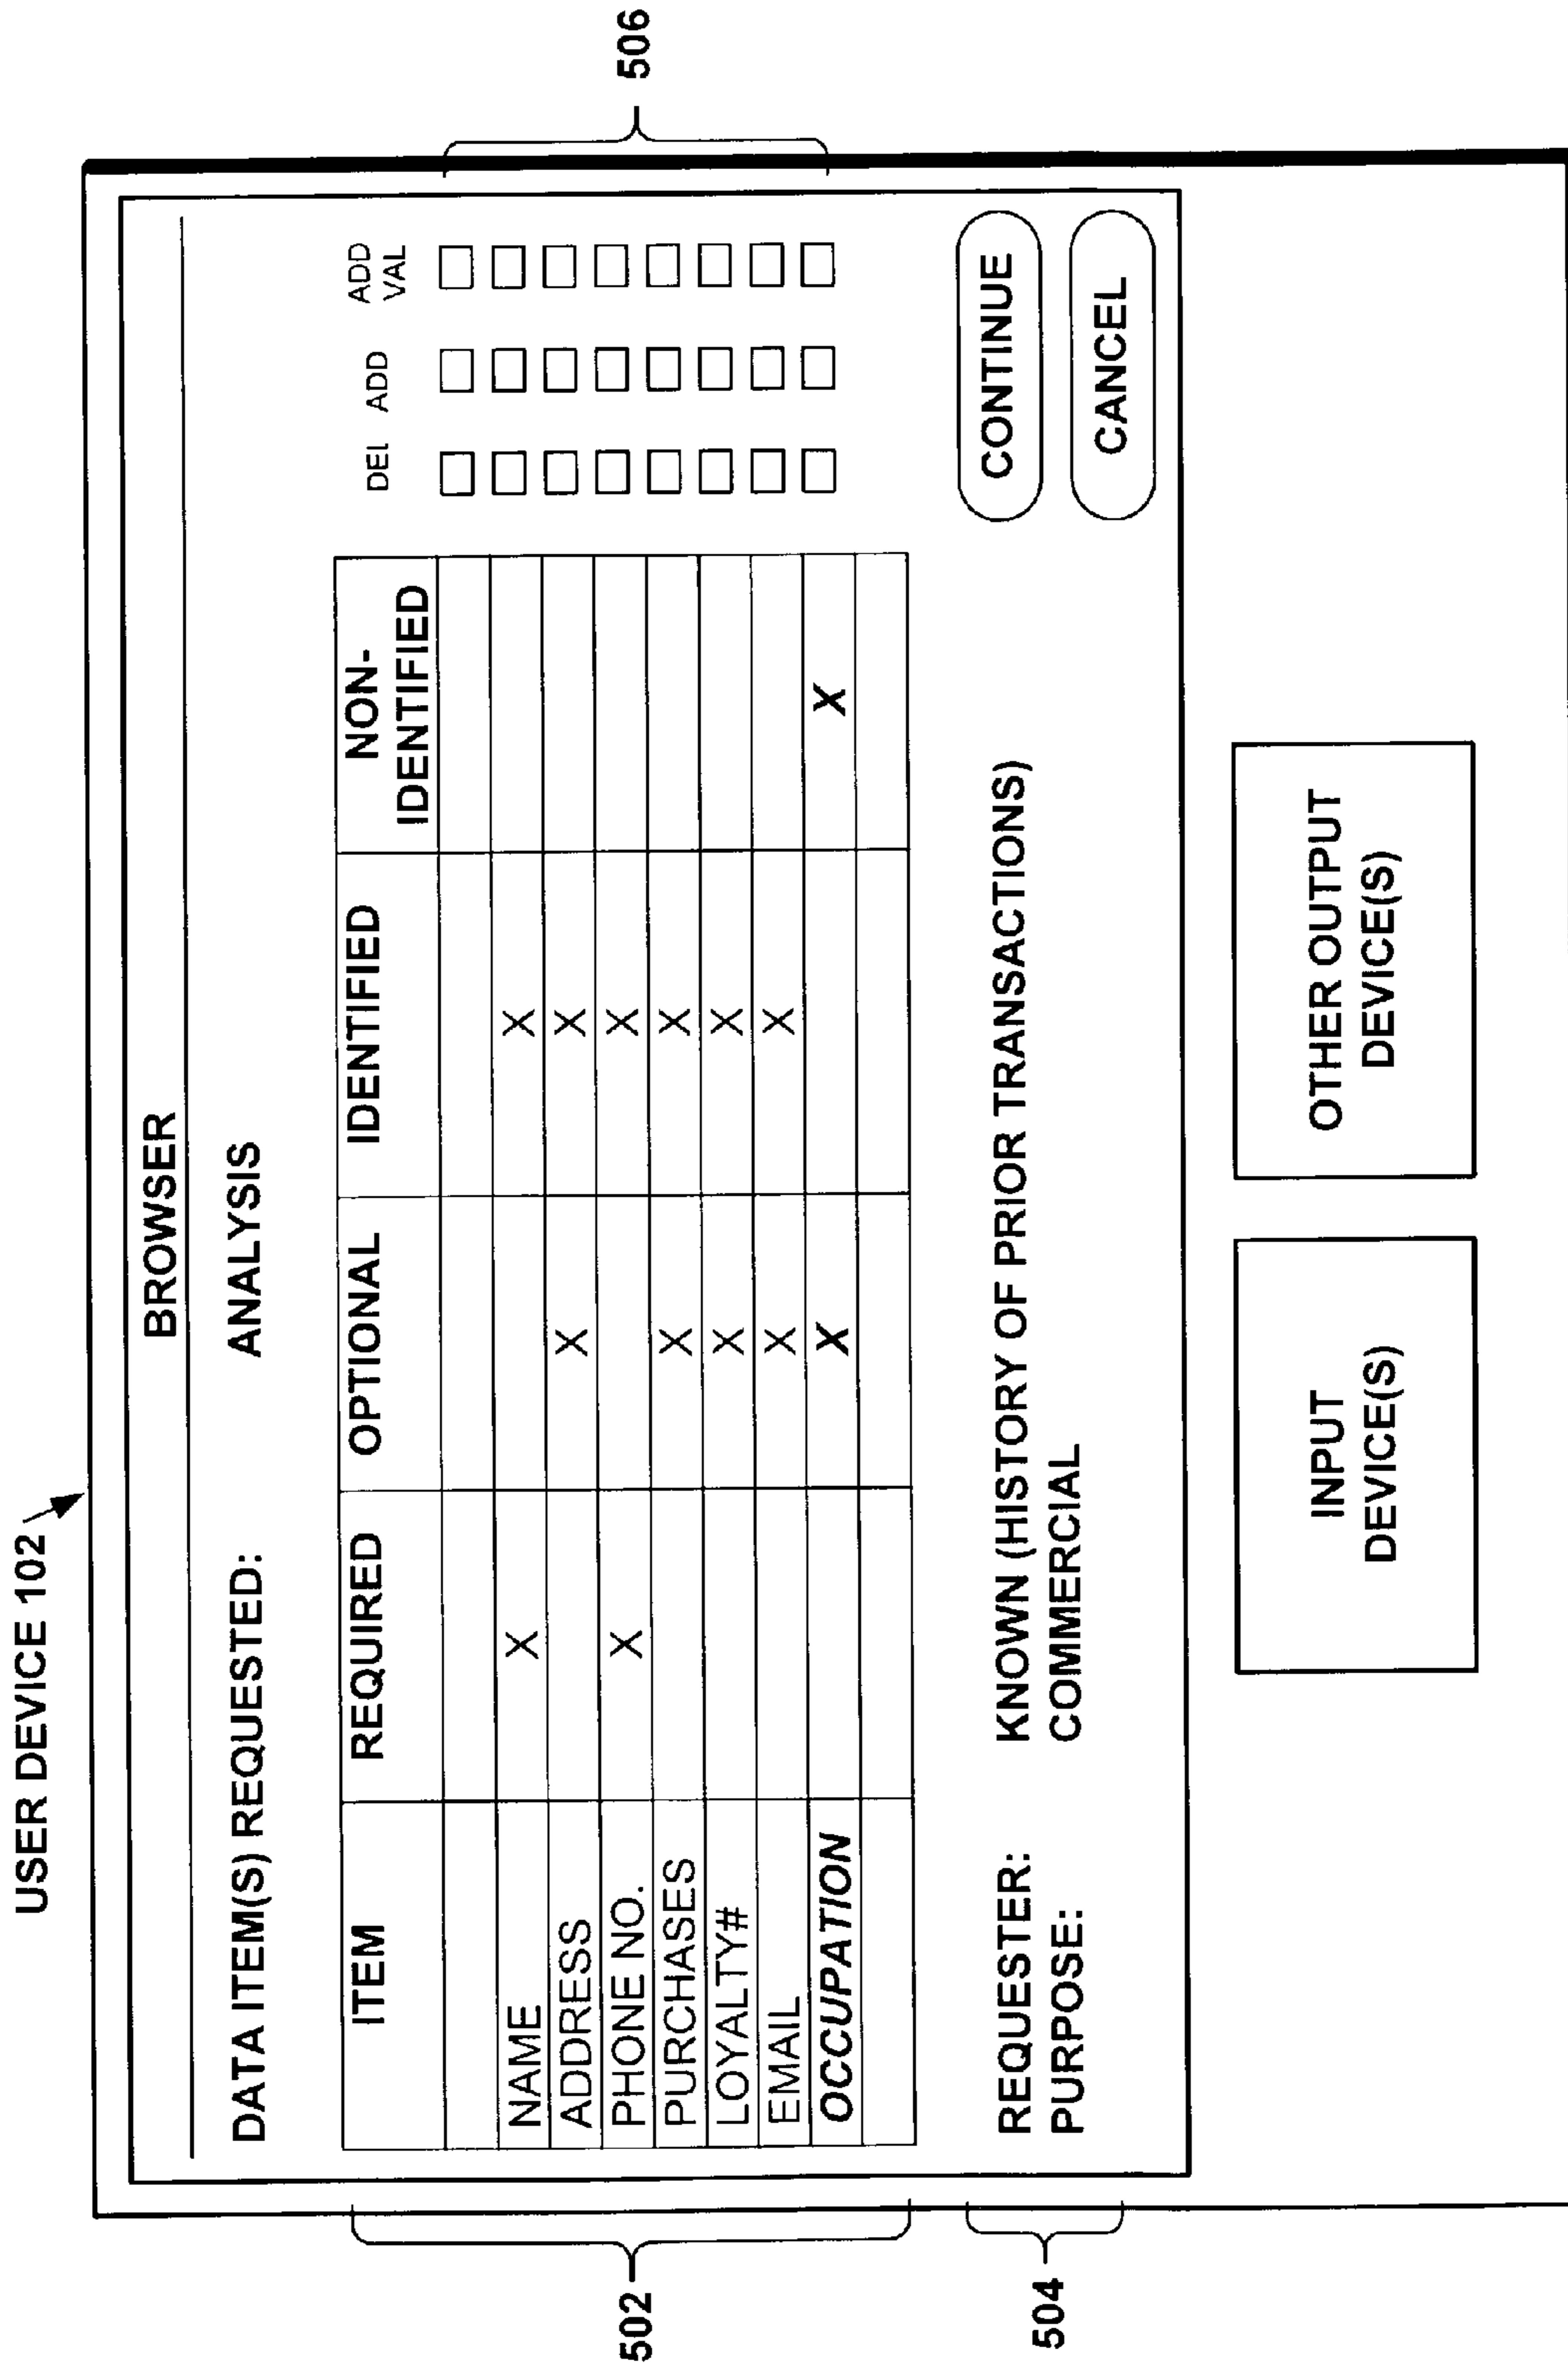 USER DEVICE 102
BROWSER
DATA ITEM(S) REQUESTED: ANALYSIS
ITEM REQUIRED OPTIONAL IDENTIFIED NON-IDENTIFIED DEL ADD ADD VAL
NAME X X
ADDRESS X X
PHONE NO. X X
PURCHASES X X
LOYALTY# X X
EMAIL X X
OCCUPATION X X
502
506
REQUESTER: KNOWN (HISTORY OF PRIOR TRANSACTIONS)
PURPOSE: COMMERCIAL
504
CONTINUE
CANCEL
INPUT
DEVICE(S)
OTHER OUTPUT
DEVICE(S)